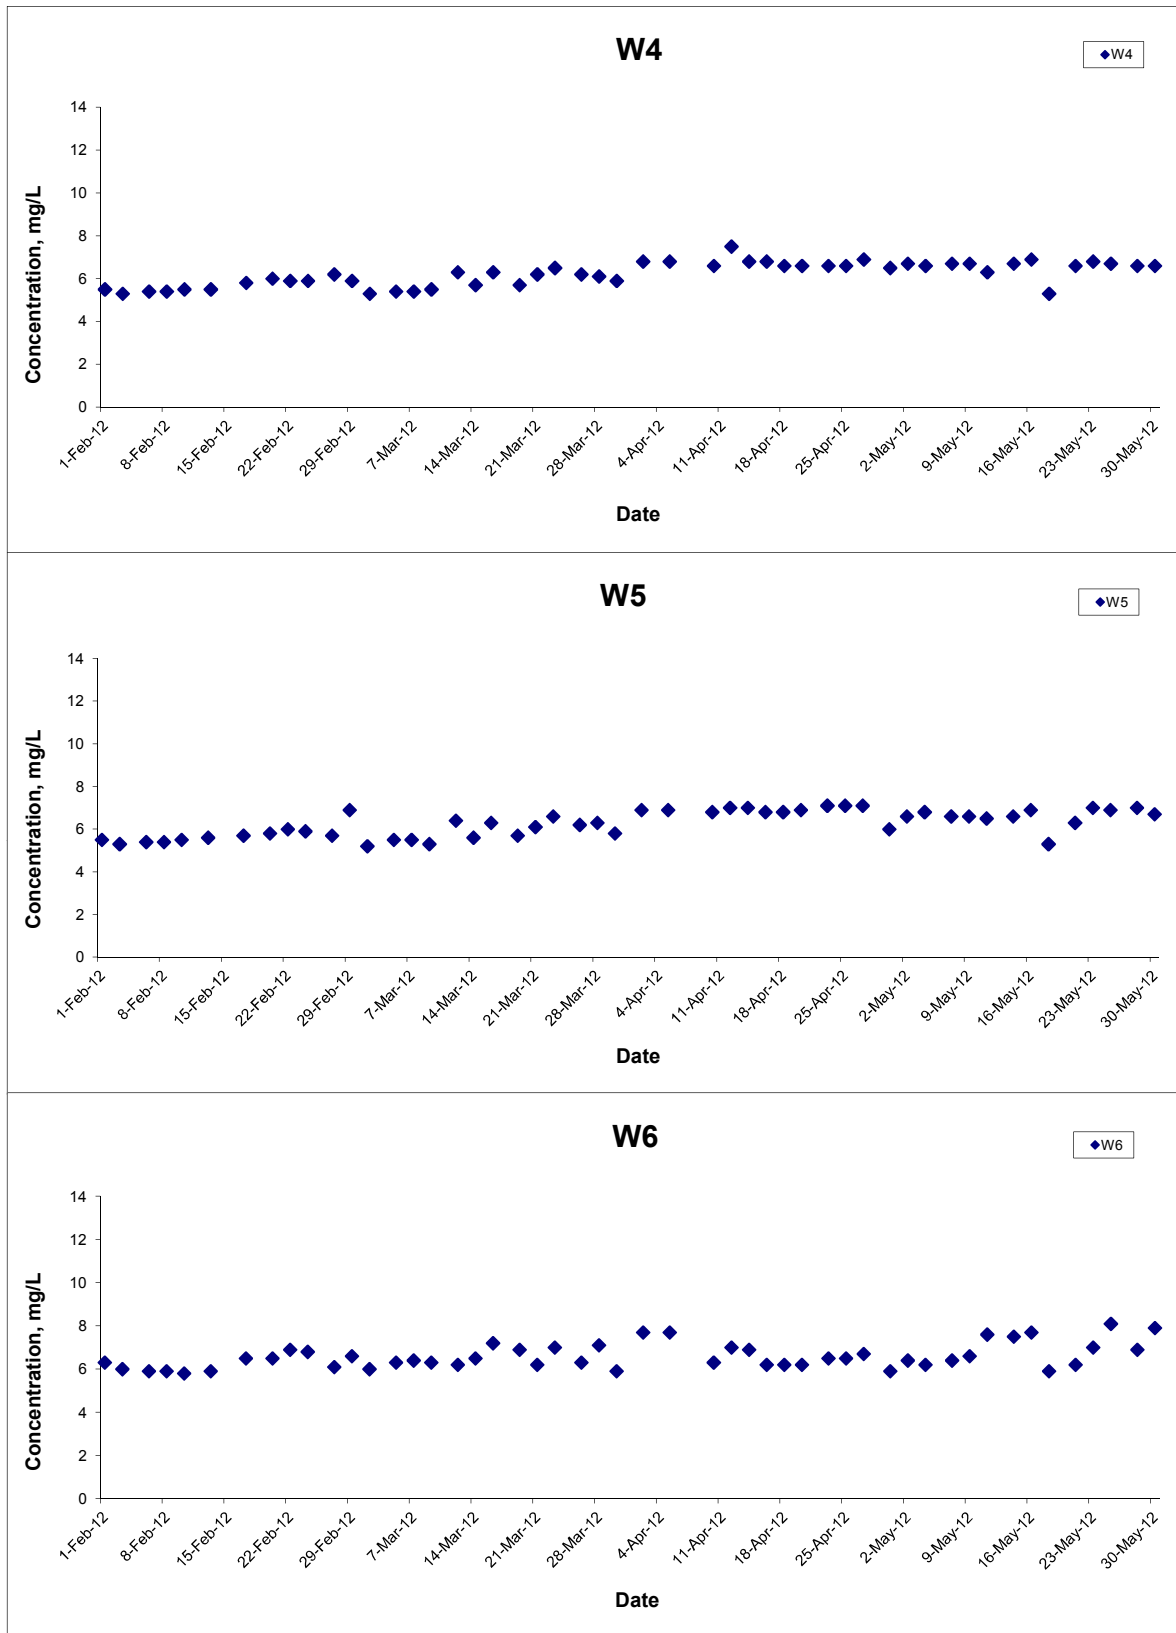 W4
W4
14
12
10
8
6
4
2
0
Concentration, mg/L
1-Feb-12
8-Feb-12
15-Feb-12
22-Feb-12
29-Feb-12
7-Mar-12
14-Mar-12
21-Mar-12
28-Mar-12
4-Apr-12
11-Apr-12
18-Apr-12
25-Apr-12
2-May-12
9-May-12
16-May-12
23-May-12
30-May-12
Date
W5
W5
14
12
10
8
6
4
2
0
Concentration, mg/L
1-Feb-12
8-Feb-12
15-Feb-12
22-Feb-12
29-Feb-12
7-Mar-12
14-Mar-12
21-Mar-12
28-Mar-12
4-Apr-12
11-Apr-12
18-Apr-12
25-Apr-12
2-May-12
9-May-12
16-May-12
23-May-12
30-May-12
Date
W6
W6
14
12
10
8
6
4
2
0
Concentration, mg/L
1-Feb-12
8-Feb-12
15-Feb-12
22-Feb-12
29-Feb-12
7-Mar-12
14-Mar-12
21-Mar-12
28-Mar-12
4-Apr-12
11-Apr-12
18-Apr-12
25-Apr-12
2-May-12
9-May-12
16-May-12
23-May-12
30-May-12
Date